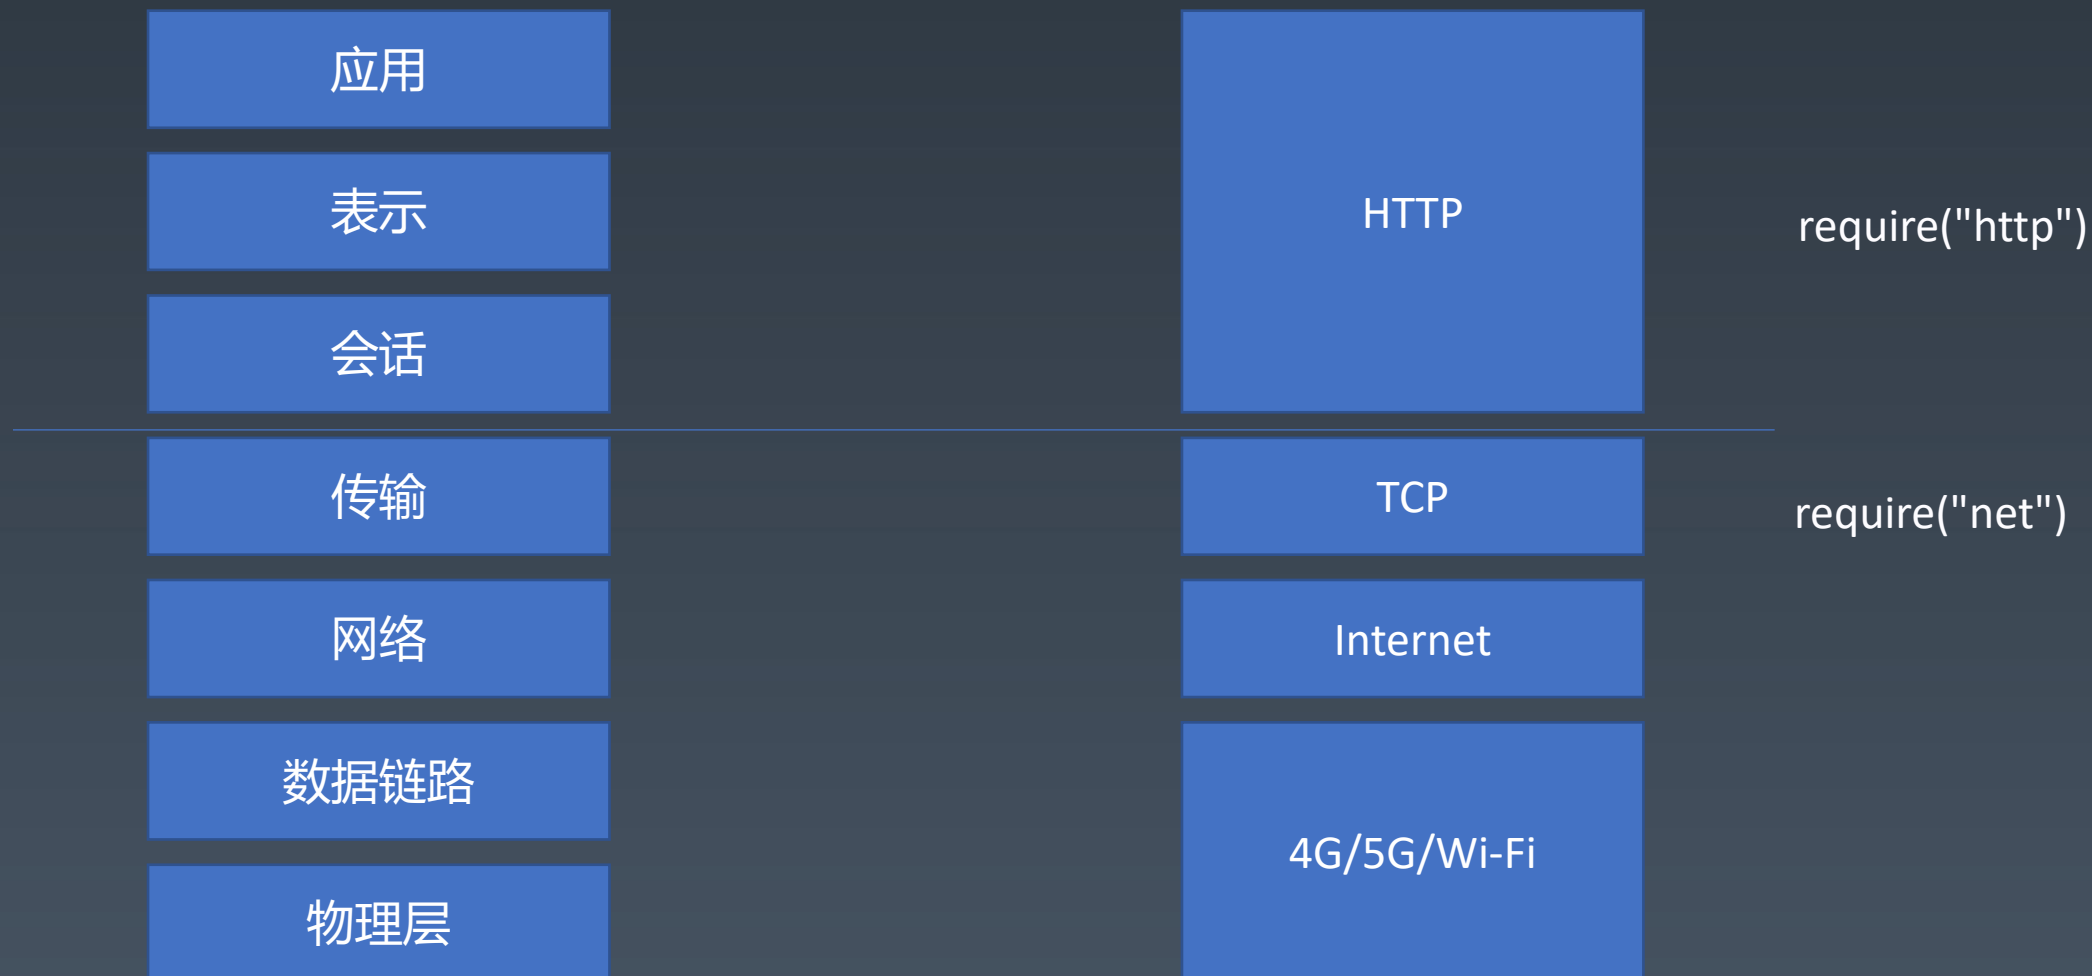 应用
表示
会话
传输
网络
数据链路
物理层
HTTP
TCP
Internet
4G/5G/Wi-Fi
require("http")
require("net")